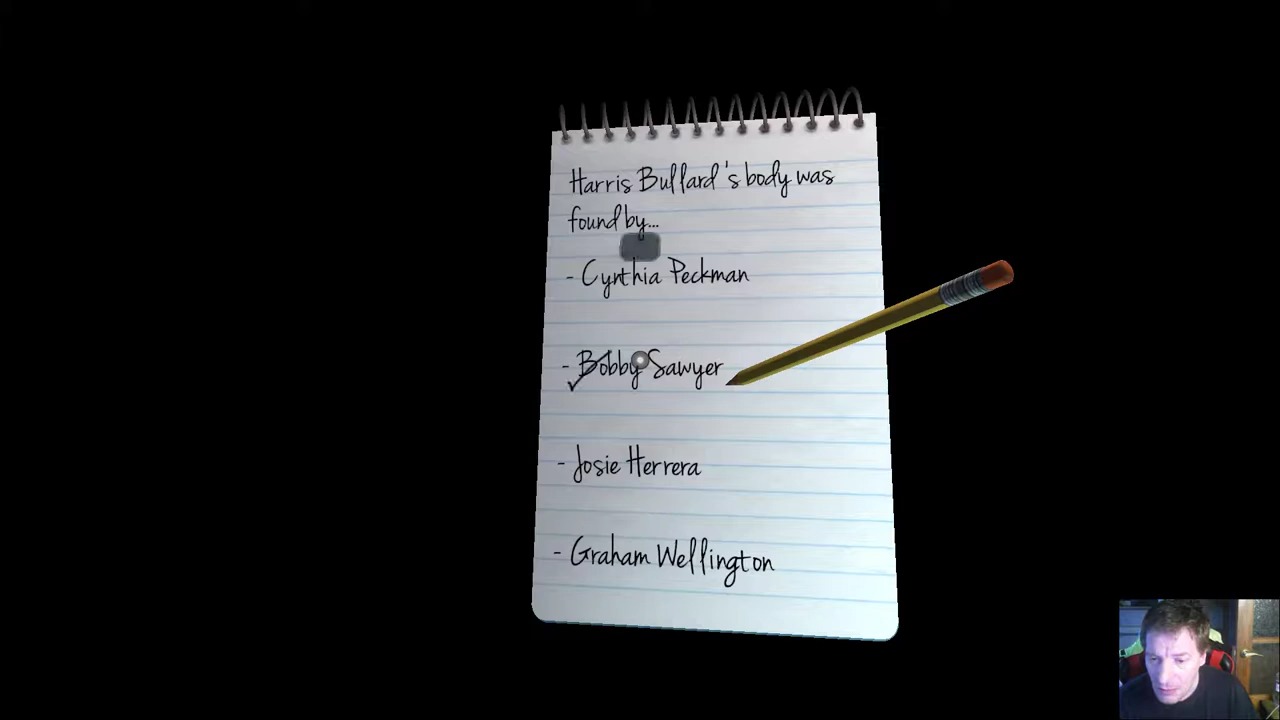 Harris Bullard's body was
found by...
- Cynthia Peckman
- Bobby Sawyer
- Josie Herrera
- Graham Wellington